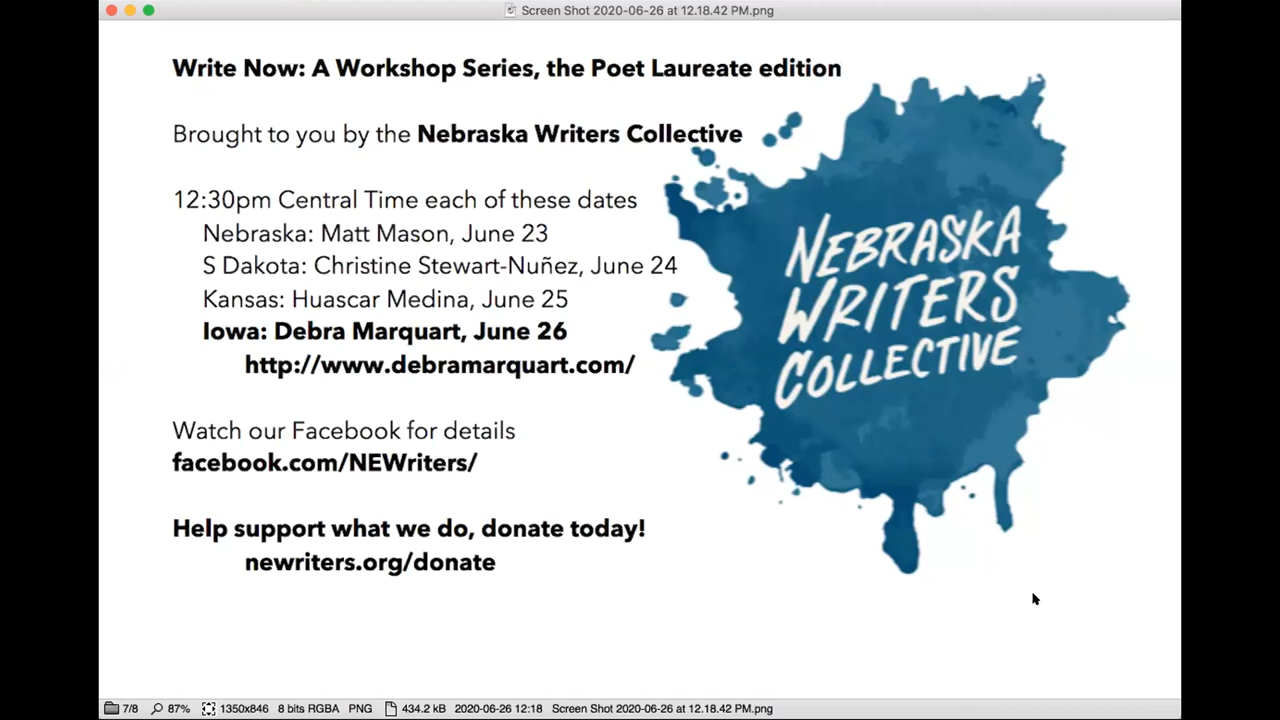 Screen Shot 2020-06-26 at 12.18.42 PM.png
Write Now: A Workshop Series, the Poet Laureate edition
Brought to you by the Nebraska Writers Collective
12:30pm Central Time each of these dates
Nebraska: Matt Mason, June 23
S Dakota: Christine Stewart-Nuñez, June 24
Kansas: Huascar Medina, June 25
Iowa: Debra Marquart, June 26
http://www.debramarquart.com/
Watch our Facebook for details
facebook.com/NEWriters/
Help support what we do, donate today!
newriters.org/donate
NEBRASKA
WRITERS
COLLECTIVE
7/8 87% 1350x846 8 bits RGBA PNG 434.2 kB 2020-06-26 12:18 Screen Shot 2020-06-26 at 12.18.42 PM.png